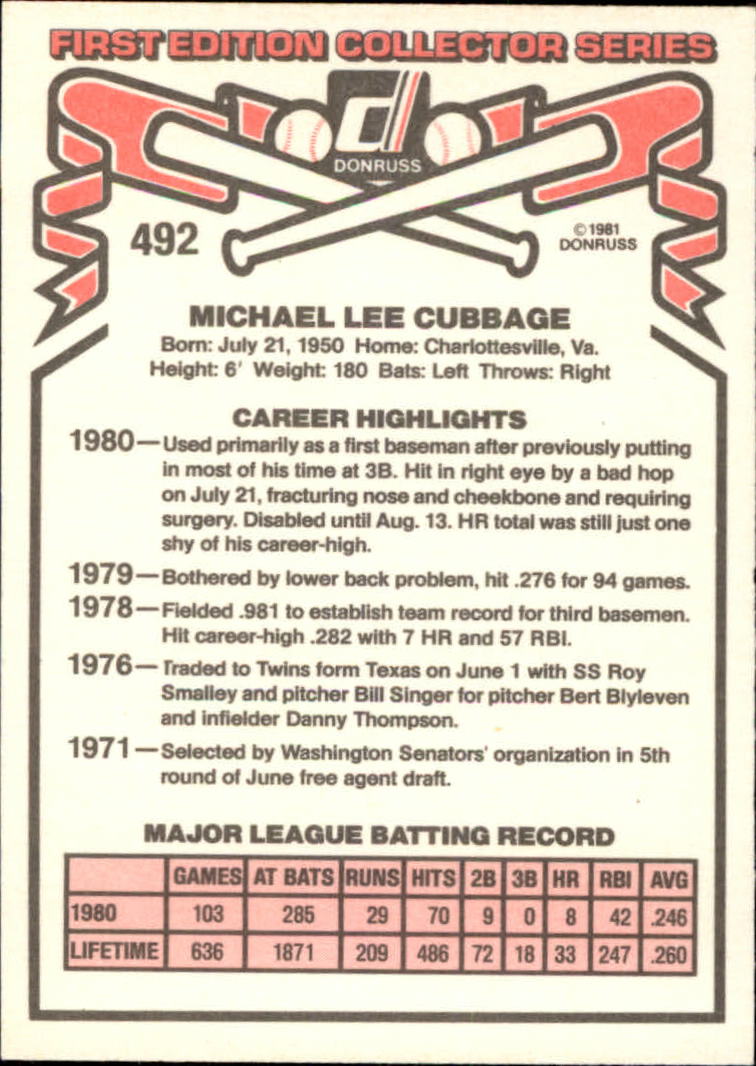 FIRST EDITION COLLECTOR SERIES
d
DONRUSS
492
©1981
DONRUSS
MICHAEL LEE CUBBAGE
Born: July 21, 1950 Home: Charlottesville, Va.
Height: 6' Weight: 180 Bats: Left Throws: Right
CAREER HIGHLIGHTS
1980—Used primarily as a first baseman after previously putting
in most of his time at 3B. Hit in right eye by a bad hop
on July 21, fracturing nose and cheekbone and requiring
surgery. Disabled until Aug. 13. HR total was still just one
shy of his career-high.
1979—Bothered by lower back problem, hit .276 for 94 games.
1978—Fielded .981 to establish team record for third basemen.
Hit career-high .282 with 7 HR and 57 RBI.
1976—Traded to Twins form Texas on June 1 with SS Roy
Smalley and pitcher Bill Singer for pitcher Bert Blyleven
and infielder Danny Thompson.
1971—Selected by Washington Senators' organization in 5th
round of June free agent draft.
MAJOR LEAGUE BATTING RECORD
GAMES AT BATS RUNS HITS 2B 3B HR RBI AVG
1980 103 285 29 70 9 0 8 42 .246
LIFETIME 636 1871 209 486 72 18 33 247 .260